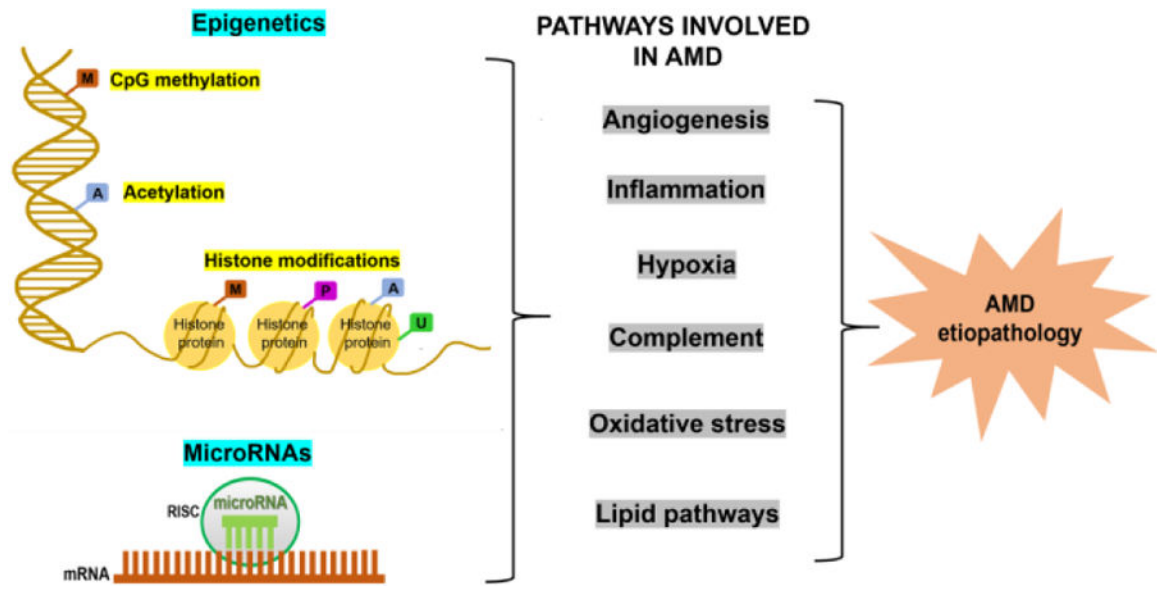 Epigenetics
M CpG methylation
A Acetylation
Histone modifications
M P A U
Histone protein
Histone protein
Histone protein
MicroRNAs
RISC microRNA
mRNA
PATHWAYS INVOLVED
IN AMD
Angiogenesis
Inflammation
Hypoxia
Complement
Oxidative stress
Lipid pathways
AMD
etiopathology